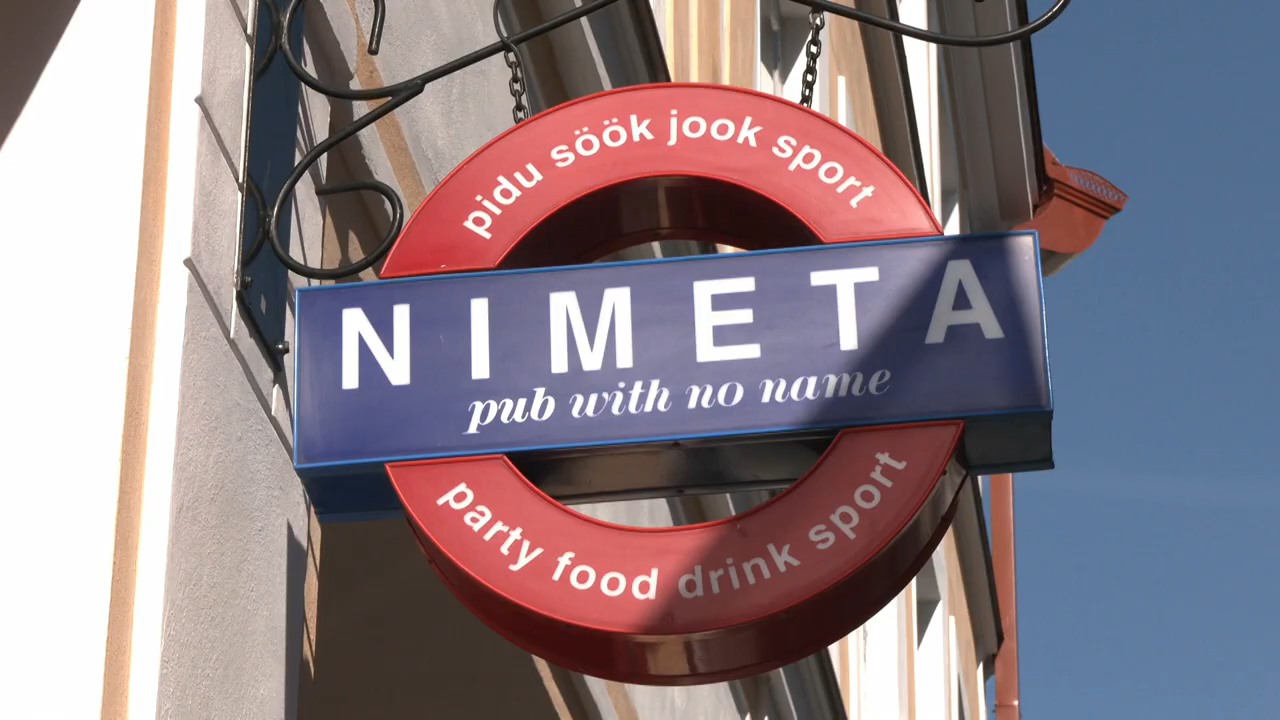 pidu söök jook sport
NIMETA
pub with no name
party food drink sport